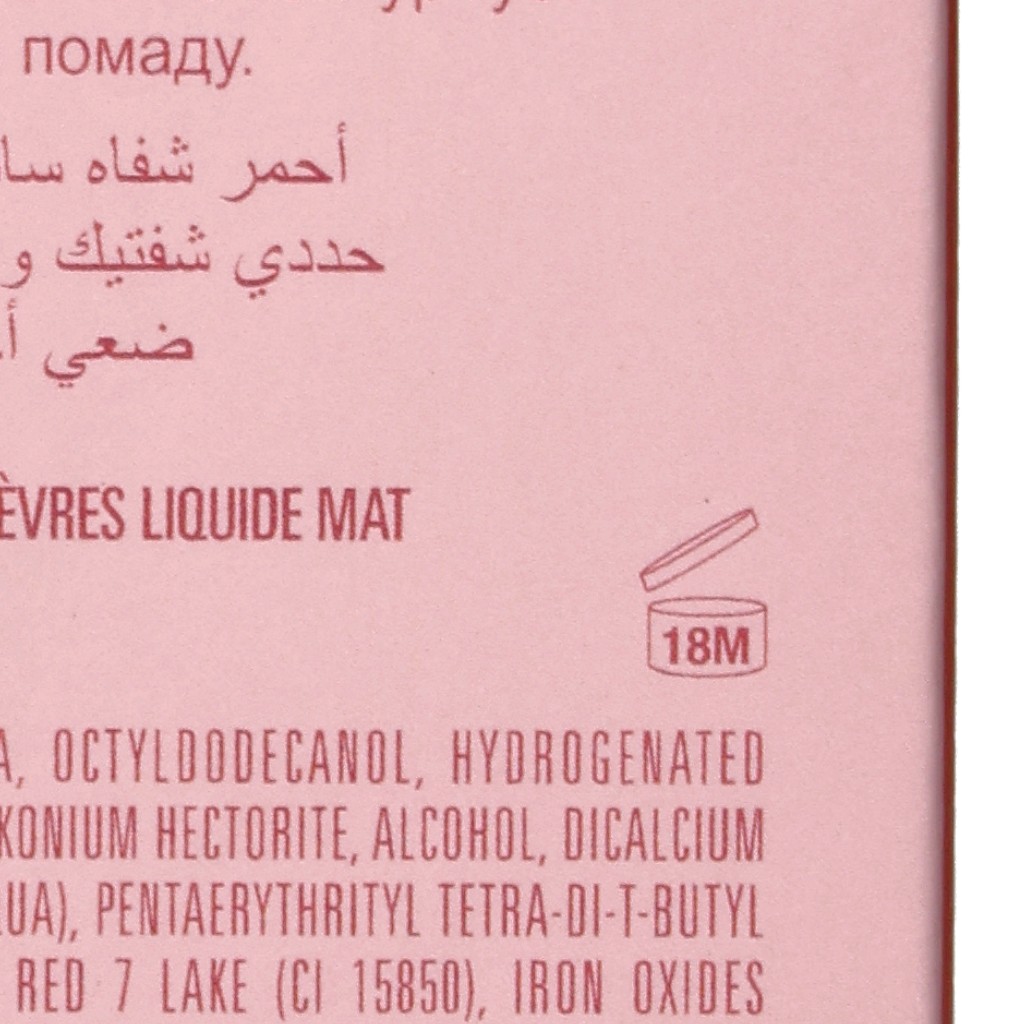 помаду.
أحمر شفاه
حددي شفتيك و
ضعي
ÈVRES LIQUIDE MAT
18M
A, OCTYLDODECANOL, HYDROGENATED
KONIUM HECTORITE, ALCOHOL, DICALCIUM
UA), PENTAERYTHRITYL TETRA-DI-T-BUTYL
RED 7 LAKE (CI 15850), IRON OXIDES